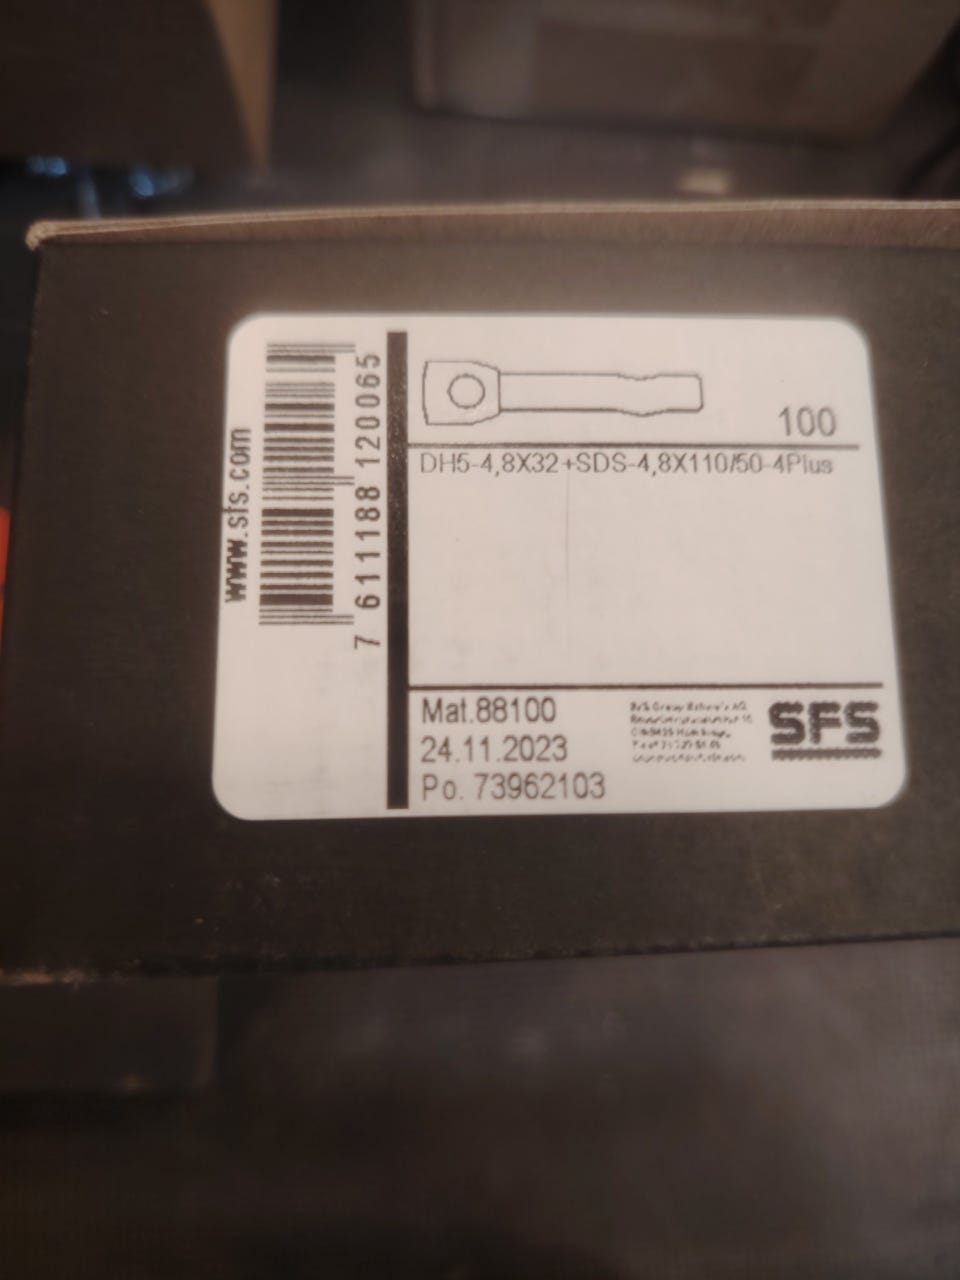 www.sfs.com
7 611188 120065
100
DH5-4,8X32+SDS-4,8X110/50-4Plus
Mat.88100
24.11.2023
Po. 73962103
SFS